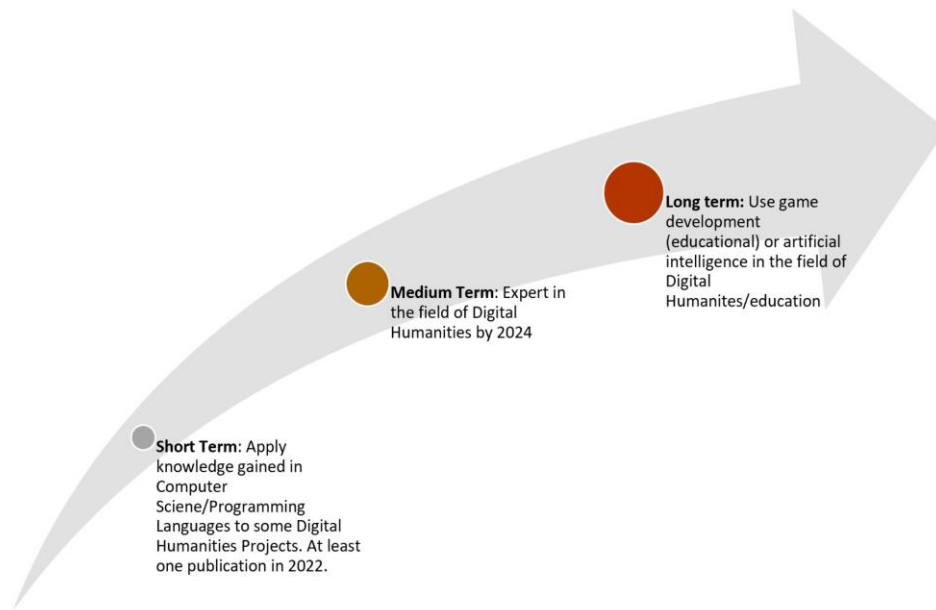 Long term: Use game
development
(educational) or artificial
intelligence in the field of
Digital
Humanites/education
Medium Term: Expert in
the field of Digital
Humanities by 2024
Short Term: Apply
knowledge gained in
Computer
Sciene/Programming
Languages to some Digital
Humanities Projects. At least
one publication in 2022.